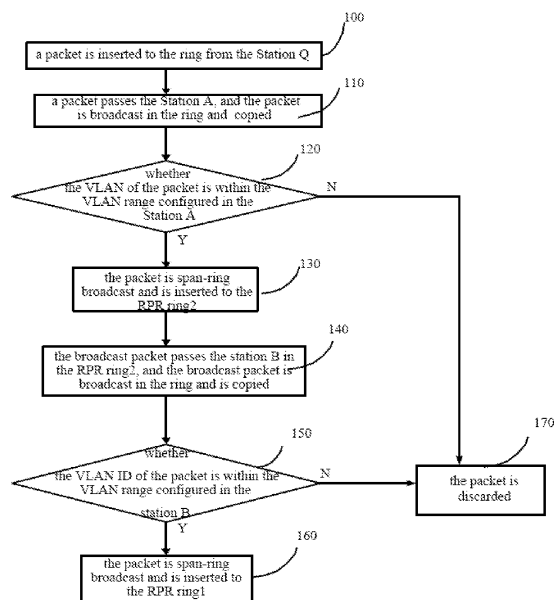 100
a packet is inserted to the ring from the Station Q
110
a packet passes the Station A, and the packet
is broadcast in the ring and copied
120
whether
the VLAN of the packet is within the
VLAN range configured in the
Station A
N
Y
130
the packet is span-ring
broadcast and is inserted to the
RPR ring2
140
the broadcast packet passes the station B in
the RPR ring2, and the broadcast packet is
broadcast in the ring and is copied
whether
150
the VLAN ID of the packet is within the
VLAN range configured in the
station B
N
Y
170
the packet is
discarded
160
the packet is span-ring
broadcast and is inserted to
the RPR ring1